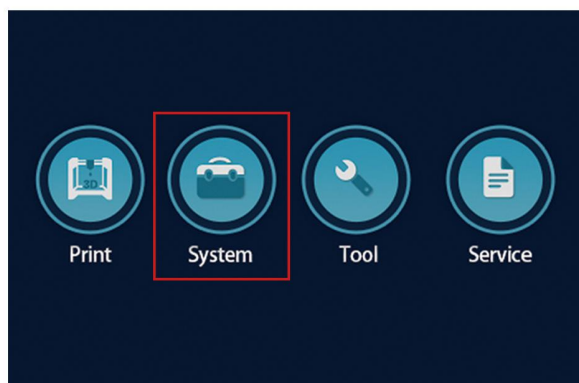 3D
Print
System
Tool
Service